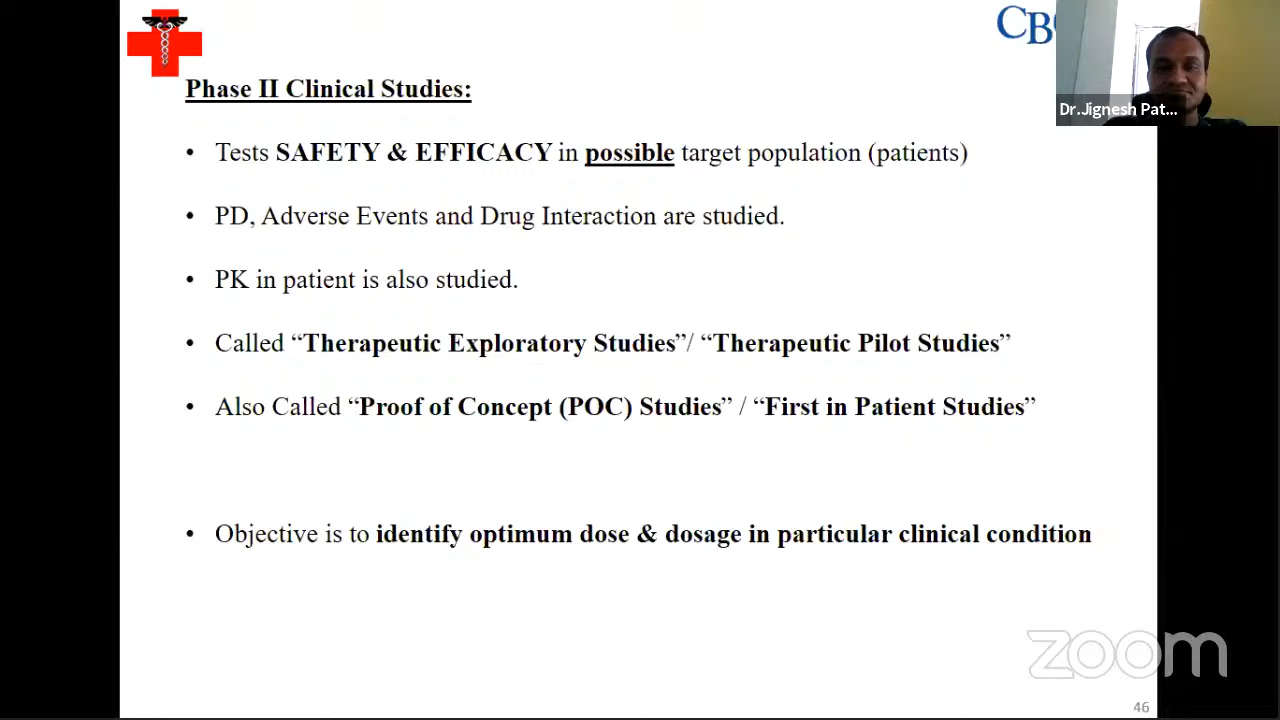 CB
Dr.Jignesh Pat...
Phase II Clinical Studies:
• Tests SAFETY & EFFICACY in possible target population (patients)
• PD, Adverse Events and Drug Interaction are studied.
• PK in patient is also studied.
• Called “Therapeutic Exploratory Studies”/ “Therapeutic Pilot Studies”
• Also Called “Proof of Concept (POC) Studies” / “First in Patient Studies”
• Objective is to identify optimum dose & dosage in particular clinical condition
zoom
46